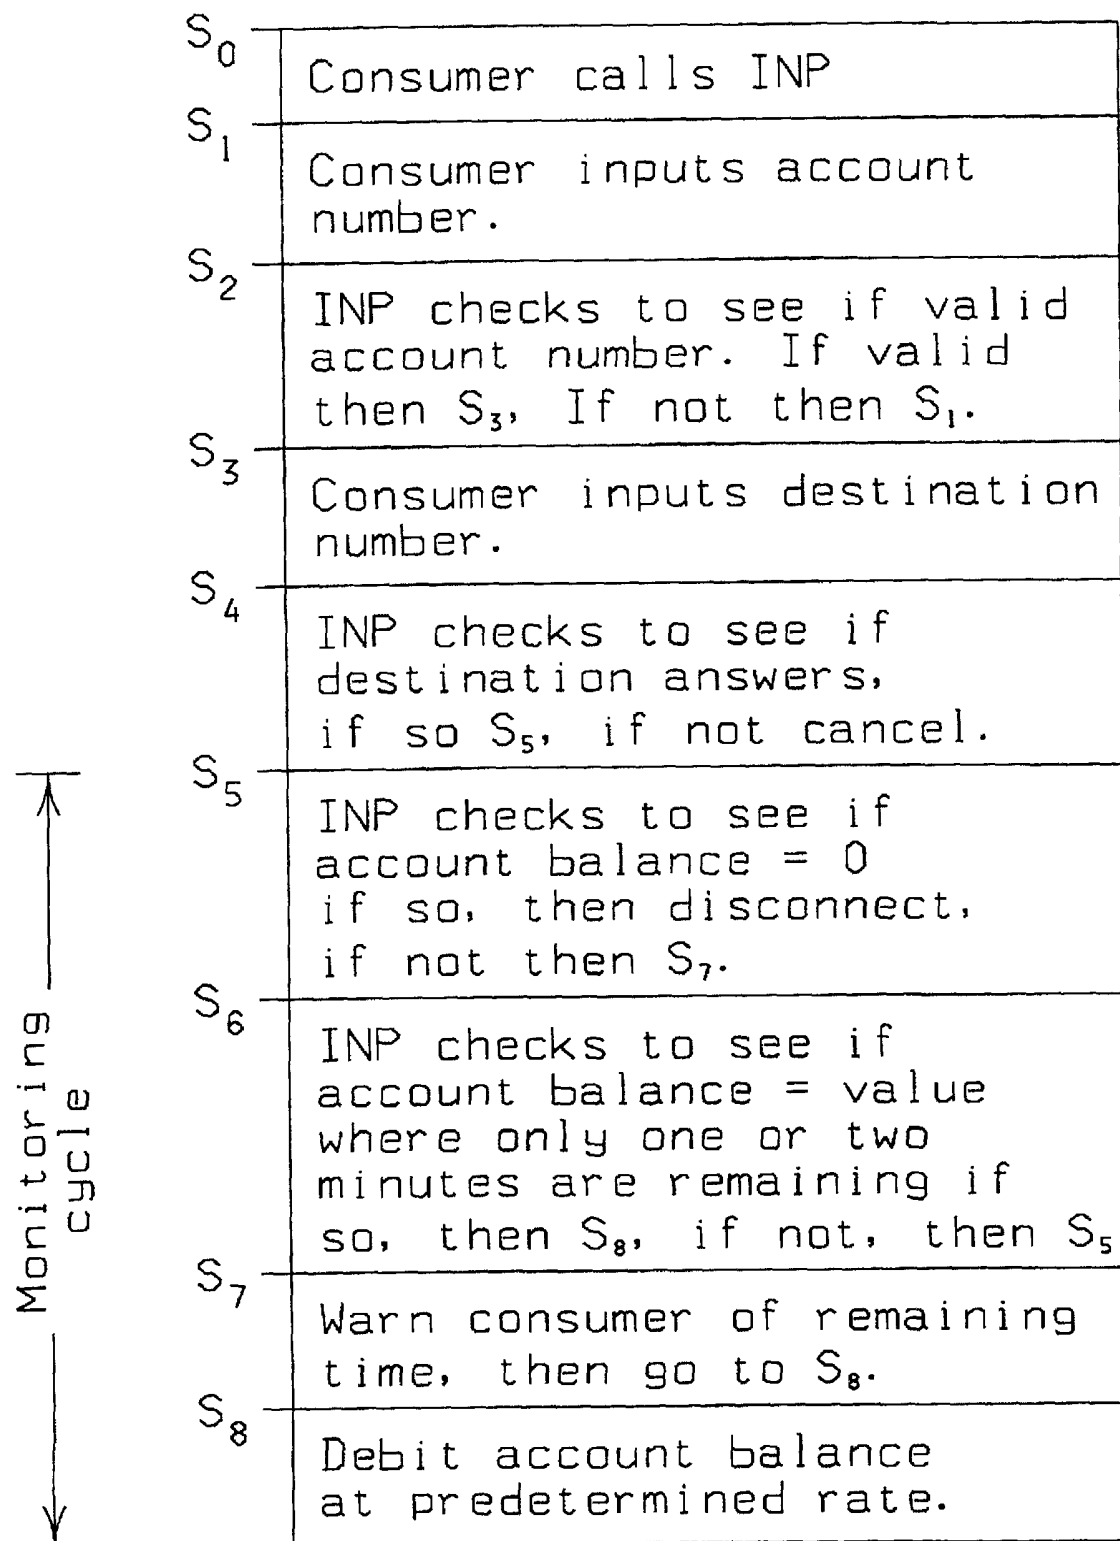 S₀
Consumer calls INP
S₁
Consumer inputs account
number.
S₂
INP checks to see if valid
account number. If valid
then S₃, If not then S₁.
S₃
Consumer inputs destination
number.
S₄
INP checks to see if
destination answers,
if so S₅, if not cancel.
S₅
INP checks to see if
account balance = 0
if so, then disconnect,
if not then S₇.
S₆
INP checks to see if
account balance = value
where only one or two
minutes are remaining if
so, then S₈, if not, then S₅
S₇
Warn consumer of remaining
time, then go to S₈.
S₈
Debit account balance
at predetermined rate.
Monitoring
cycle